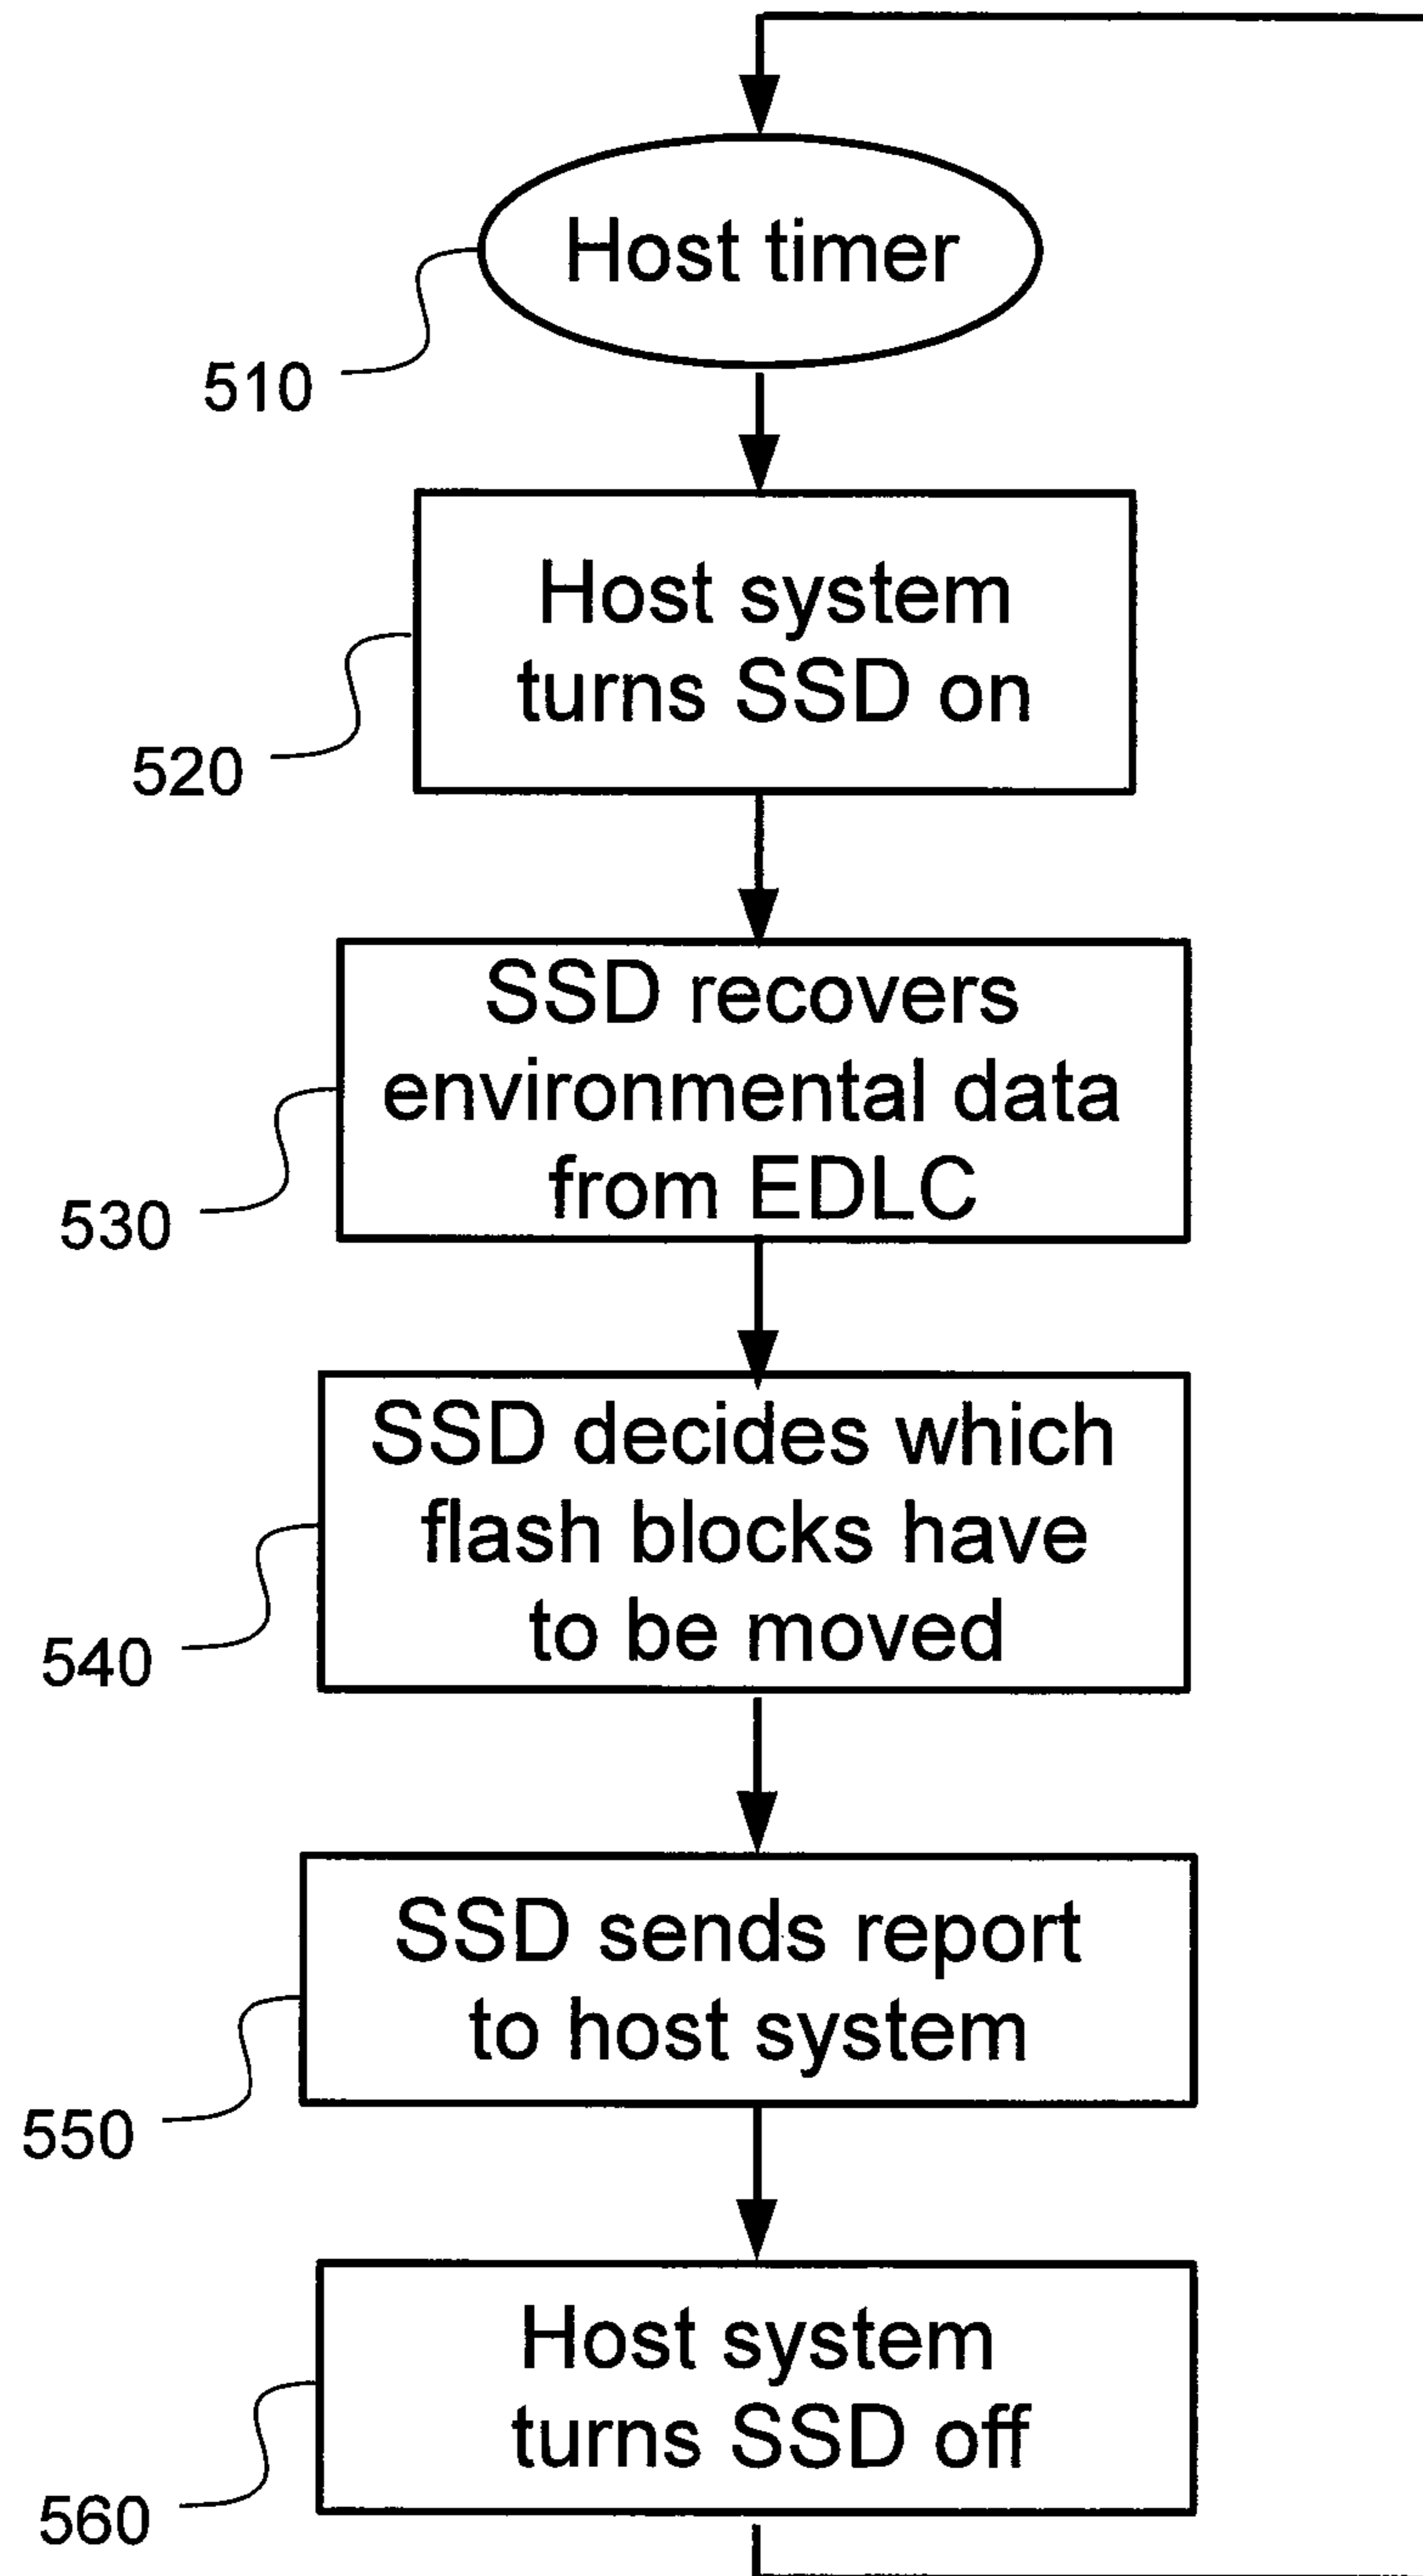 Host timer
510
Host system
turns SSD on
520
SSD recovers
environmental data
from EDLC
530
SSD decides which
flash blocks have
to be moved
540
SSD sends report
to host system
550
Host system
turns SSD off
560